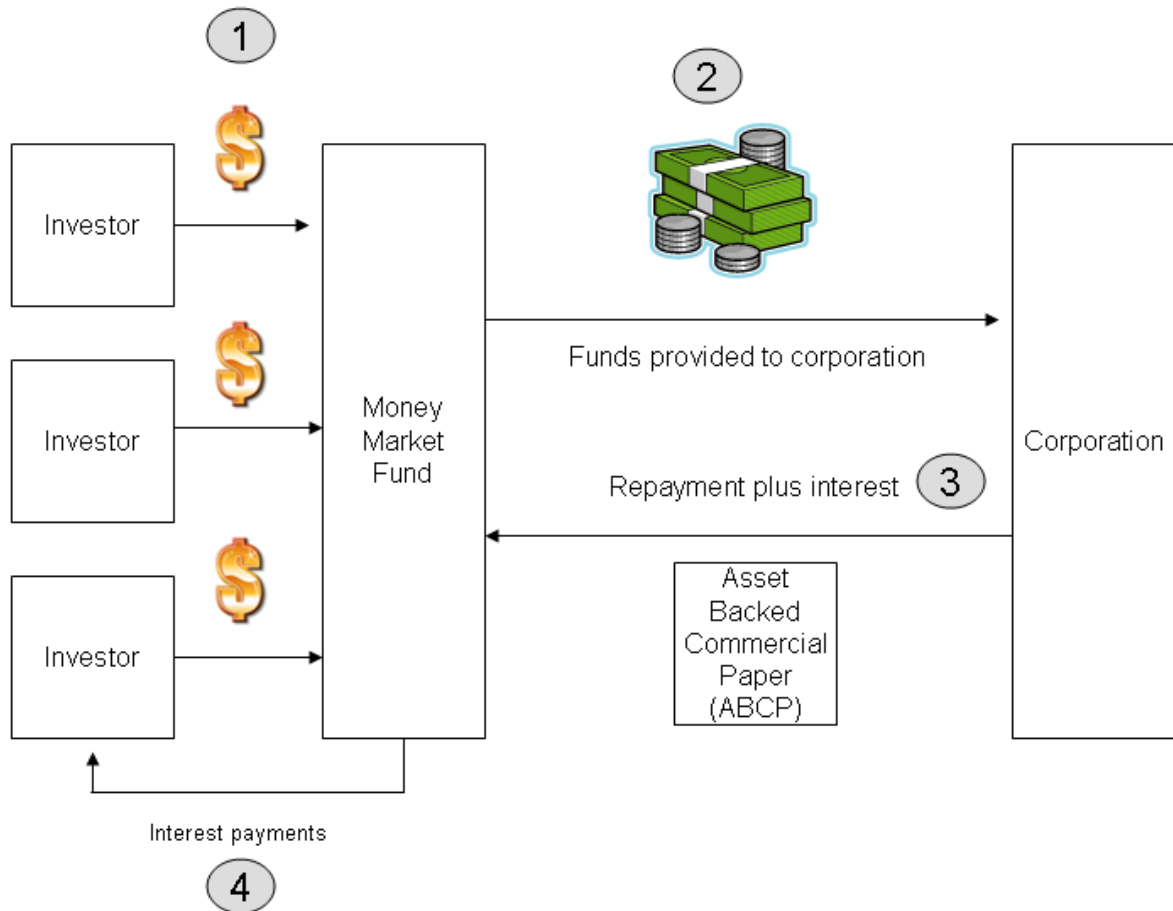 1
2
Investor
Investor
Investor
Money
Market
Fund
Funds provided to corporation
Repayment plus interest
3
Asset
Backed
Commercial
Paper
(ABCP)
Corporation
Interest payments
4